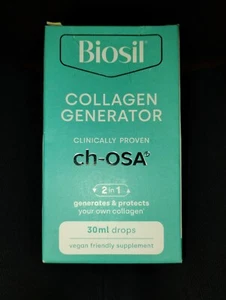 Biosil®
COLLAGEN
GENERATOR
CLINICALLY PROVEN
ch-OSA®
2 in 1
generates & protects
your own collagen
30ml drops
vegan friendly supplement